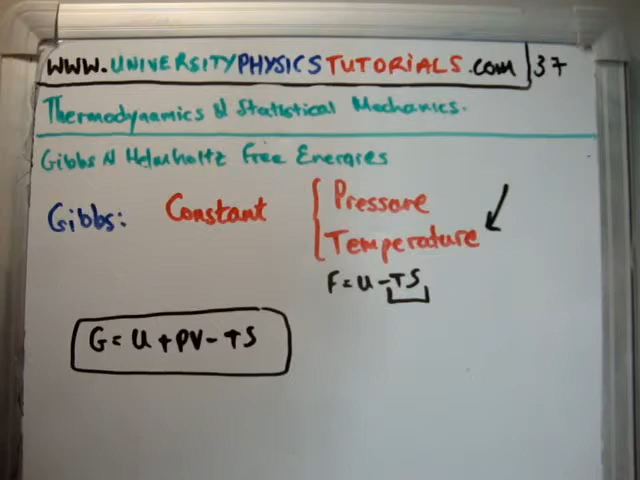 WWW.UNIVERSITYPHYSICSTUTORIALS.com 37
Thermodynamics & Statistical Mechanics.
Gibbs & Helmholtz Free Energies
Gibbs: Constant { Pressure
Temperature
F = U - TS
G = U + PV - TS